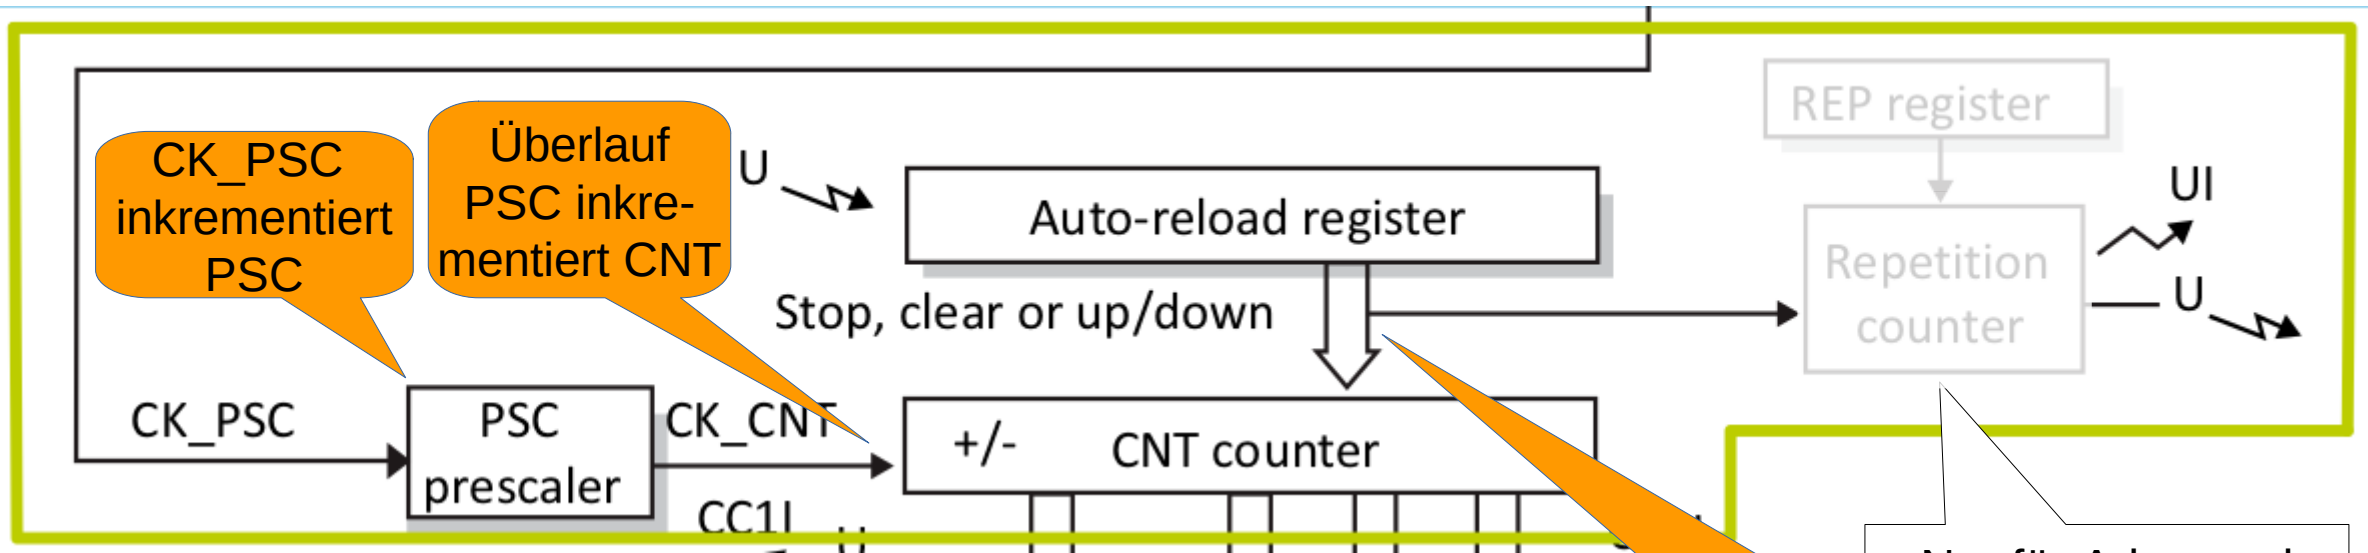 CK_PSC
inkrementiert
PSC
Überlauf
PSC inkre-
mentiert CNT
U
Auto-reload register
REP register
UI
Repetition
counter
U
Stop, clear or up/down
CK_PSC
PSC
prescaler
CK_CNT
+/- CNT counter
CC1I
U